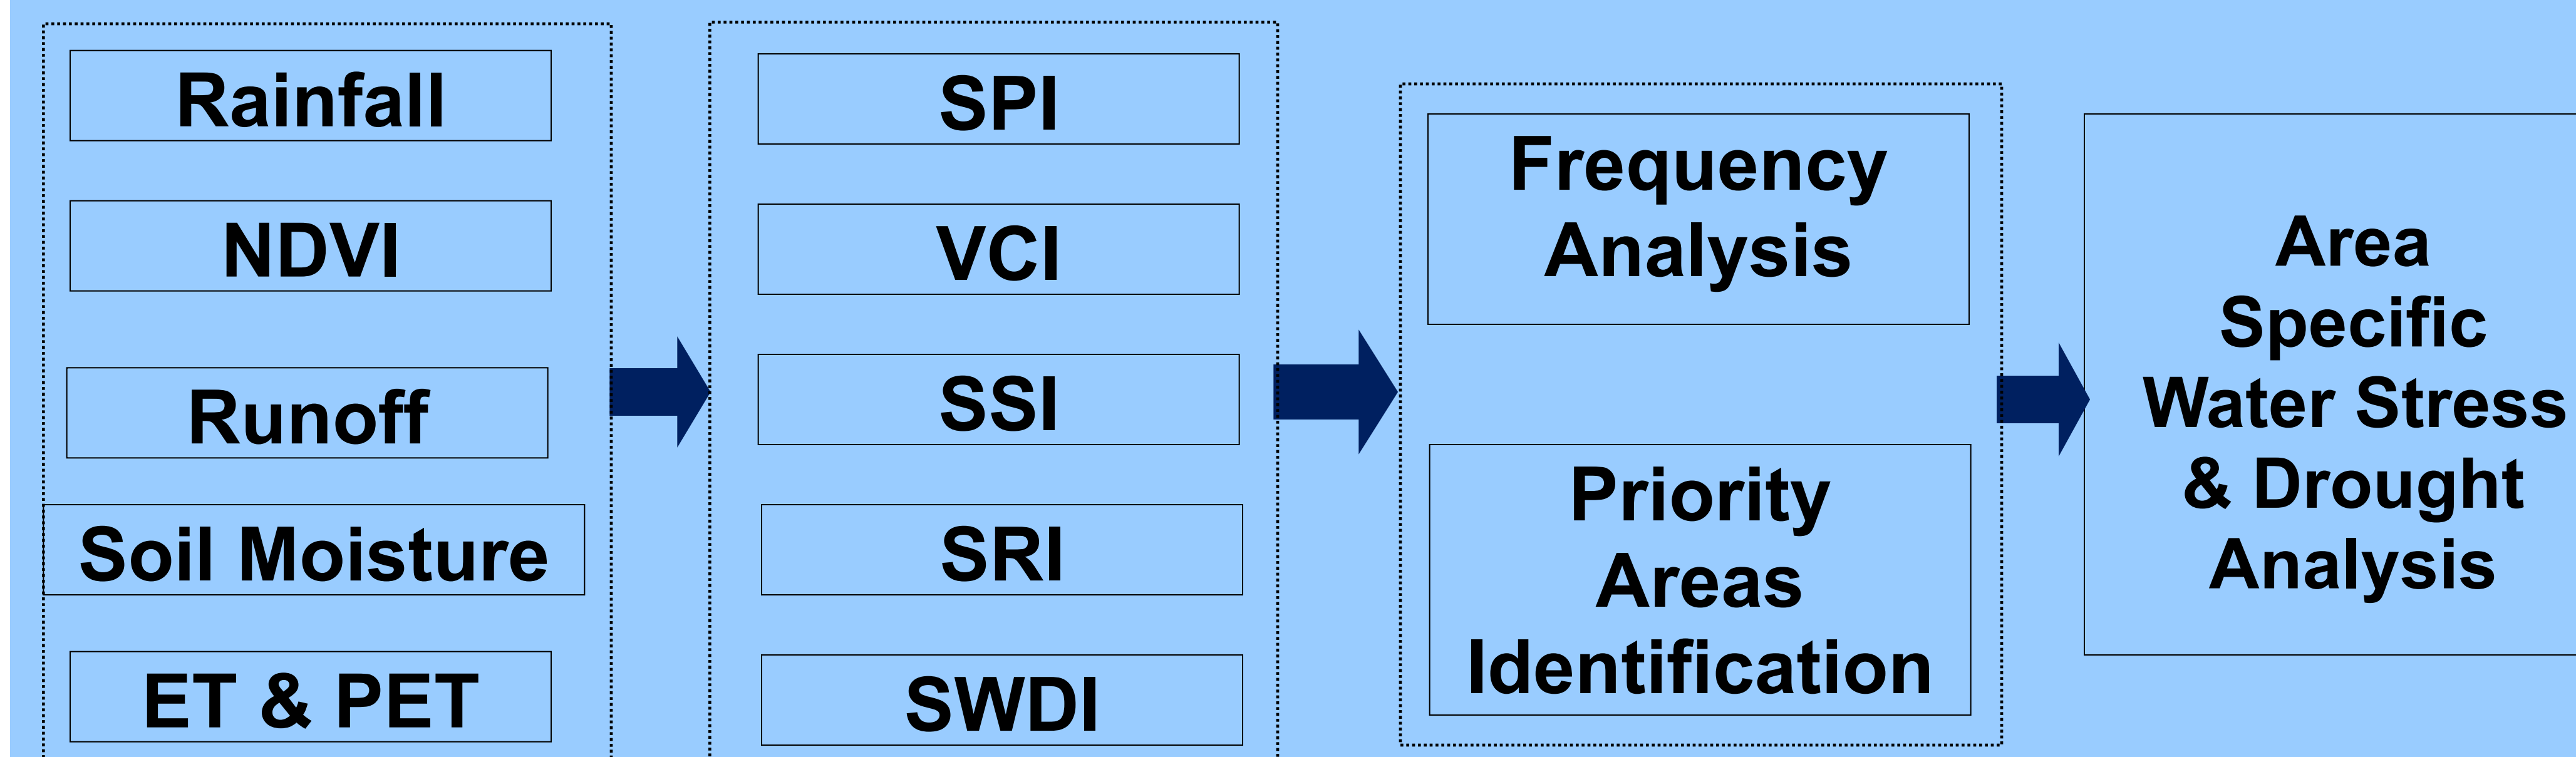 Rainfall
NDVI
Runoff
Soil Moisture
ET & PET
SPI
VCI
SSI
SRI
SWDI
Frequency
Analysis
Priority
Areas
Identification
Area
Specific
Water Stress
& Drought
Analysis